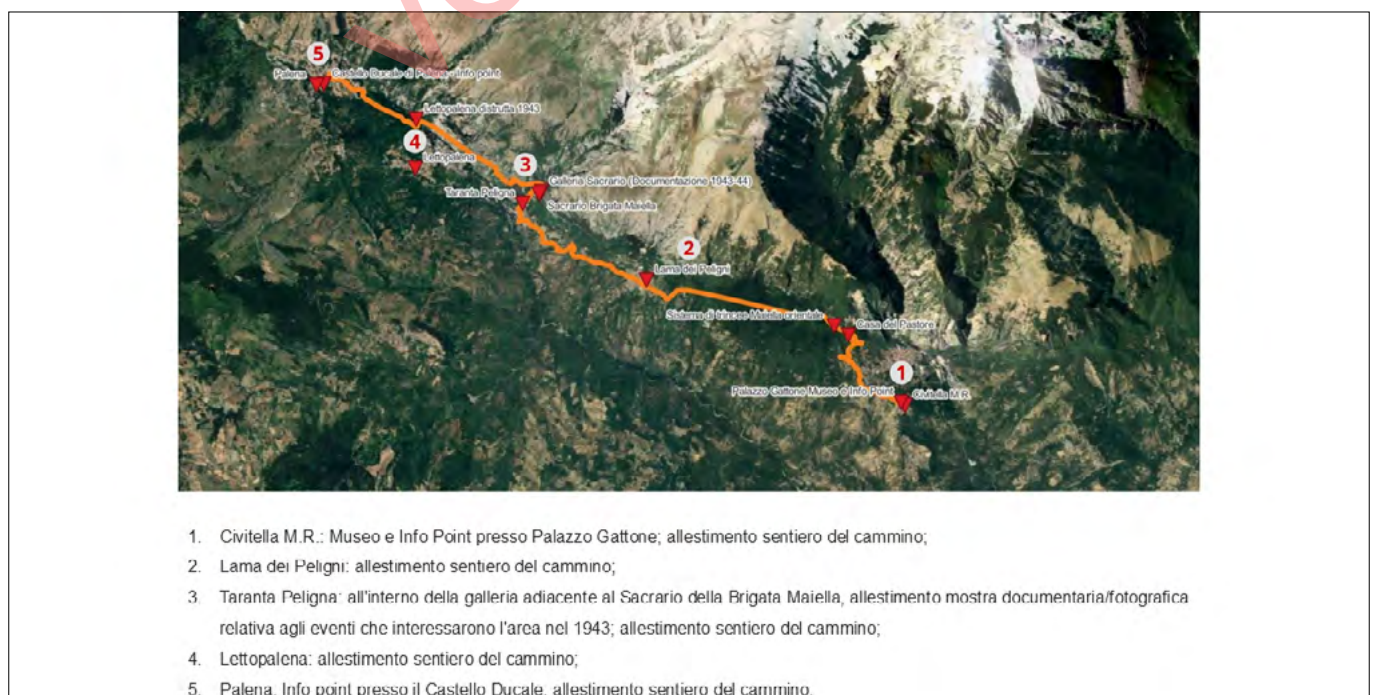 5
Palena
Castello Ducale di Palena - Info point
Lettopalena distrutta 1943
4
Lettopalena
3
Galleria Sacrario (Documentazione 1943-44)
Taranta Peligna
Sacrario Brigata Maiella
2
Lama dei Peligni
Sistema di trincee Maiella orientale
Casa del Pastore
1
Palazzo Gattone Museo e Info Point
Civitella M.R.
1. Civitella M.R.: Museo e Info Point presso Palazzo Gattone; allestimento sentiero del cammino;
2. Lama dei Peligni: allestimento sentiero del cammino;
3. Taranta Peligna: all'interno della galleria adiacente al Sacrario della Brigata Maiella, allestimento mostra documentaria/fotografica
relativa agli eventi che interessarono l'area nel 1943; allestimento sentiero del cammino;
4. Lettopalena: allestimento sentiero del cammino;
5. Palena: Info point presso il Castello Ducale, allestimento sentiero del cammino.